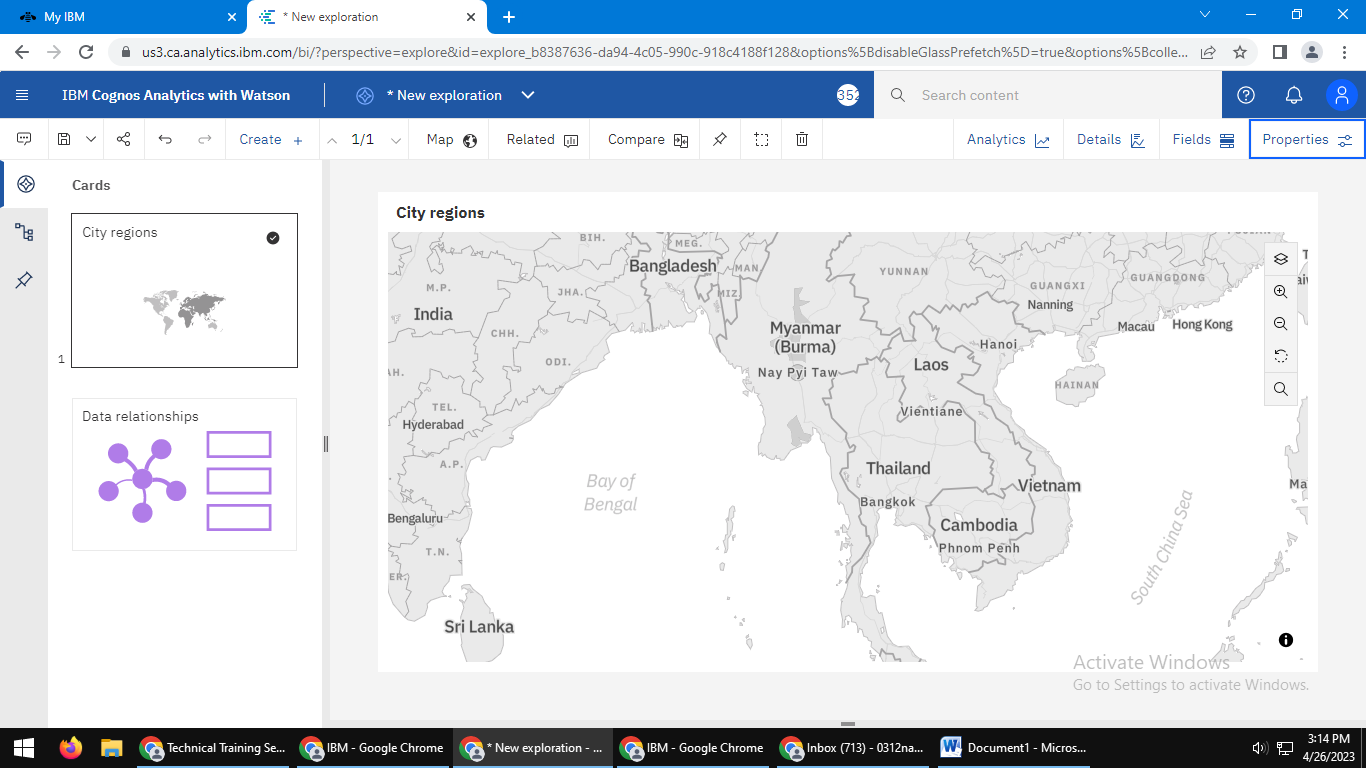 My IBM
* New exploration
us3.ca.analytics.ibm.com/bi/?perspective=explore&id=explore_b8387636-da94-4c05-990c-918c4188f128&options%5BdisableGlassPrefetch%5D=true&options%5Bcolle...
IBM Cognos Analytics with Watson
* New exploration
352
Search content
Create +
1/1
Map
Related
Compare
Analytics
Details
Fields
Properties
Cards
City regions
1
Data relationships
City regions
BIH.
MEG.
Bangladesh
MAN
YUNNAN
GUANGXI
GUANGDONG
M.P.
JHA.
MIZ.
Nanning
India
Myanmar
(Burma)
Macau
Hong Kong
CHH.
Hanoi
ODI.
Nay Pyi Taw
Laos
AH.
HAINAN
TEL.
Hyderabad
Vientiane
A.P.
Thailand
Bay of
Bengal
Vietnam
Ma
Bangkok
Bengaluru
Cambodia
T.N.
Phnom Penh
South China Sea
ER.
Sri Lanka
Activate Windows
Go to Settings to activate Windows.
Technical Training Se...
IBM - Google Chrome
* New exploration - ...
IBM - Google Chrome
Inbox (713) - 0312na...
Document1 - Micros...
3:14 PM
4/26/2023